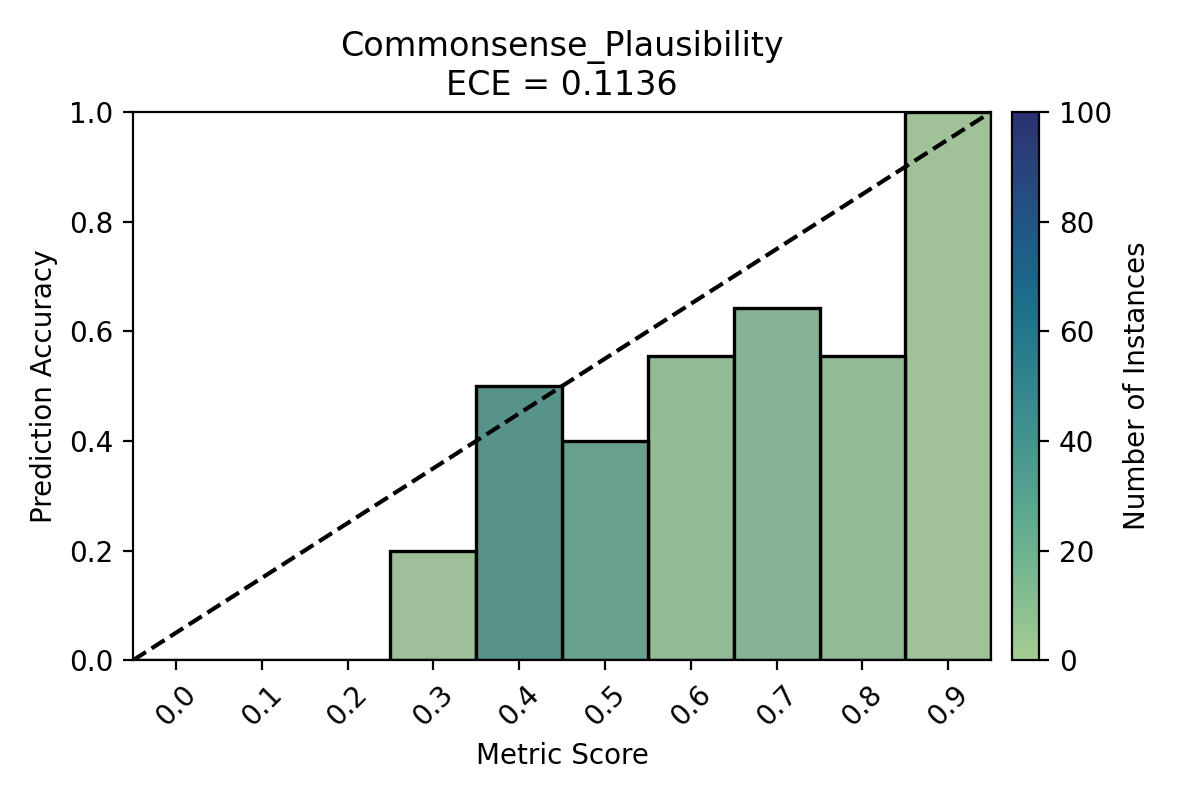 Commonsense_Plausibility
ECE = 0.1136
1.0
0.8
0.6
0.4
0.2
0.0
Prediction Accuracy
0.0 0.1 0.2 0.3 0.4 0.5 0.6 0.7 0.8 0.9
Metric Score
100
80
60
40
20
0
Number of Instances